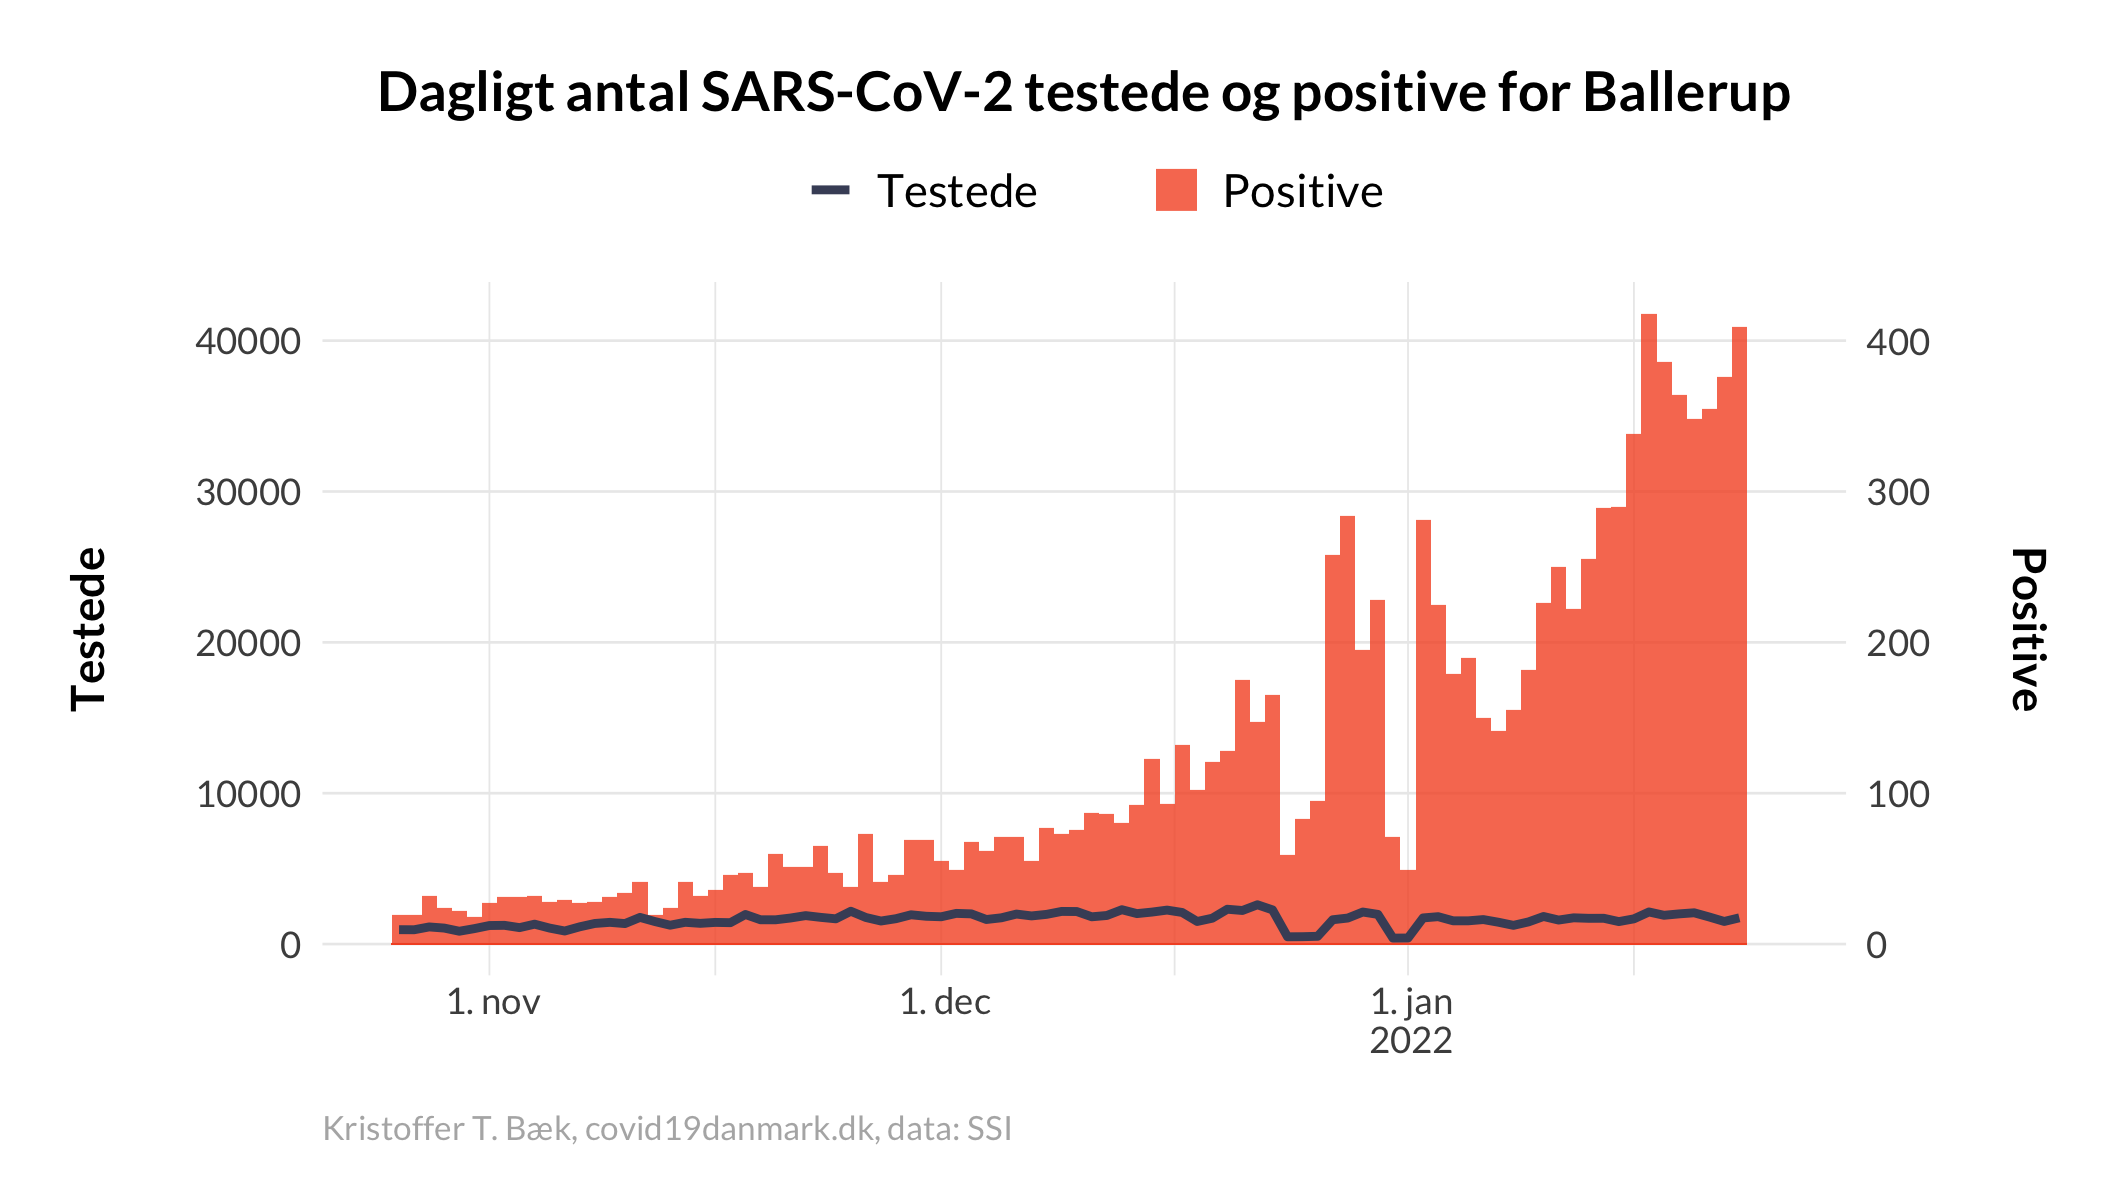 Dagligt antal SARS-CoV-2 testede og positive for Ballerup
Testede
Positive
40000
30000
20000
10000
0
Testede
400
300
200
100
0
Positive
1. nov
1. dec
1. jan
2022
Kristoffer T. Bæk, covid19danmark.dk, data: SSI